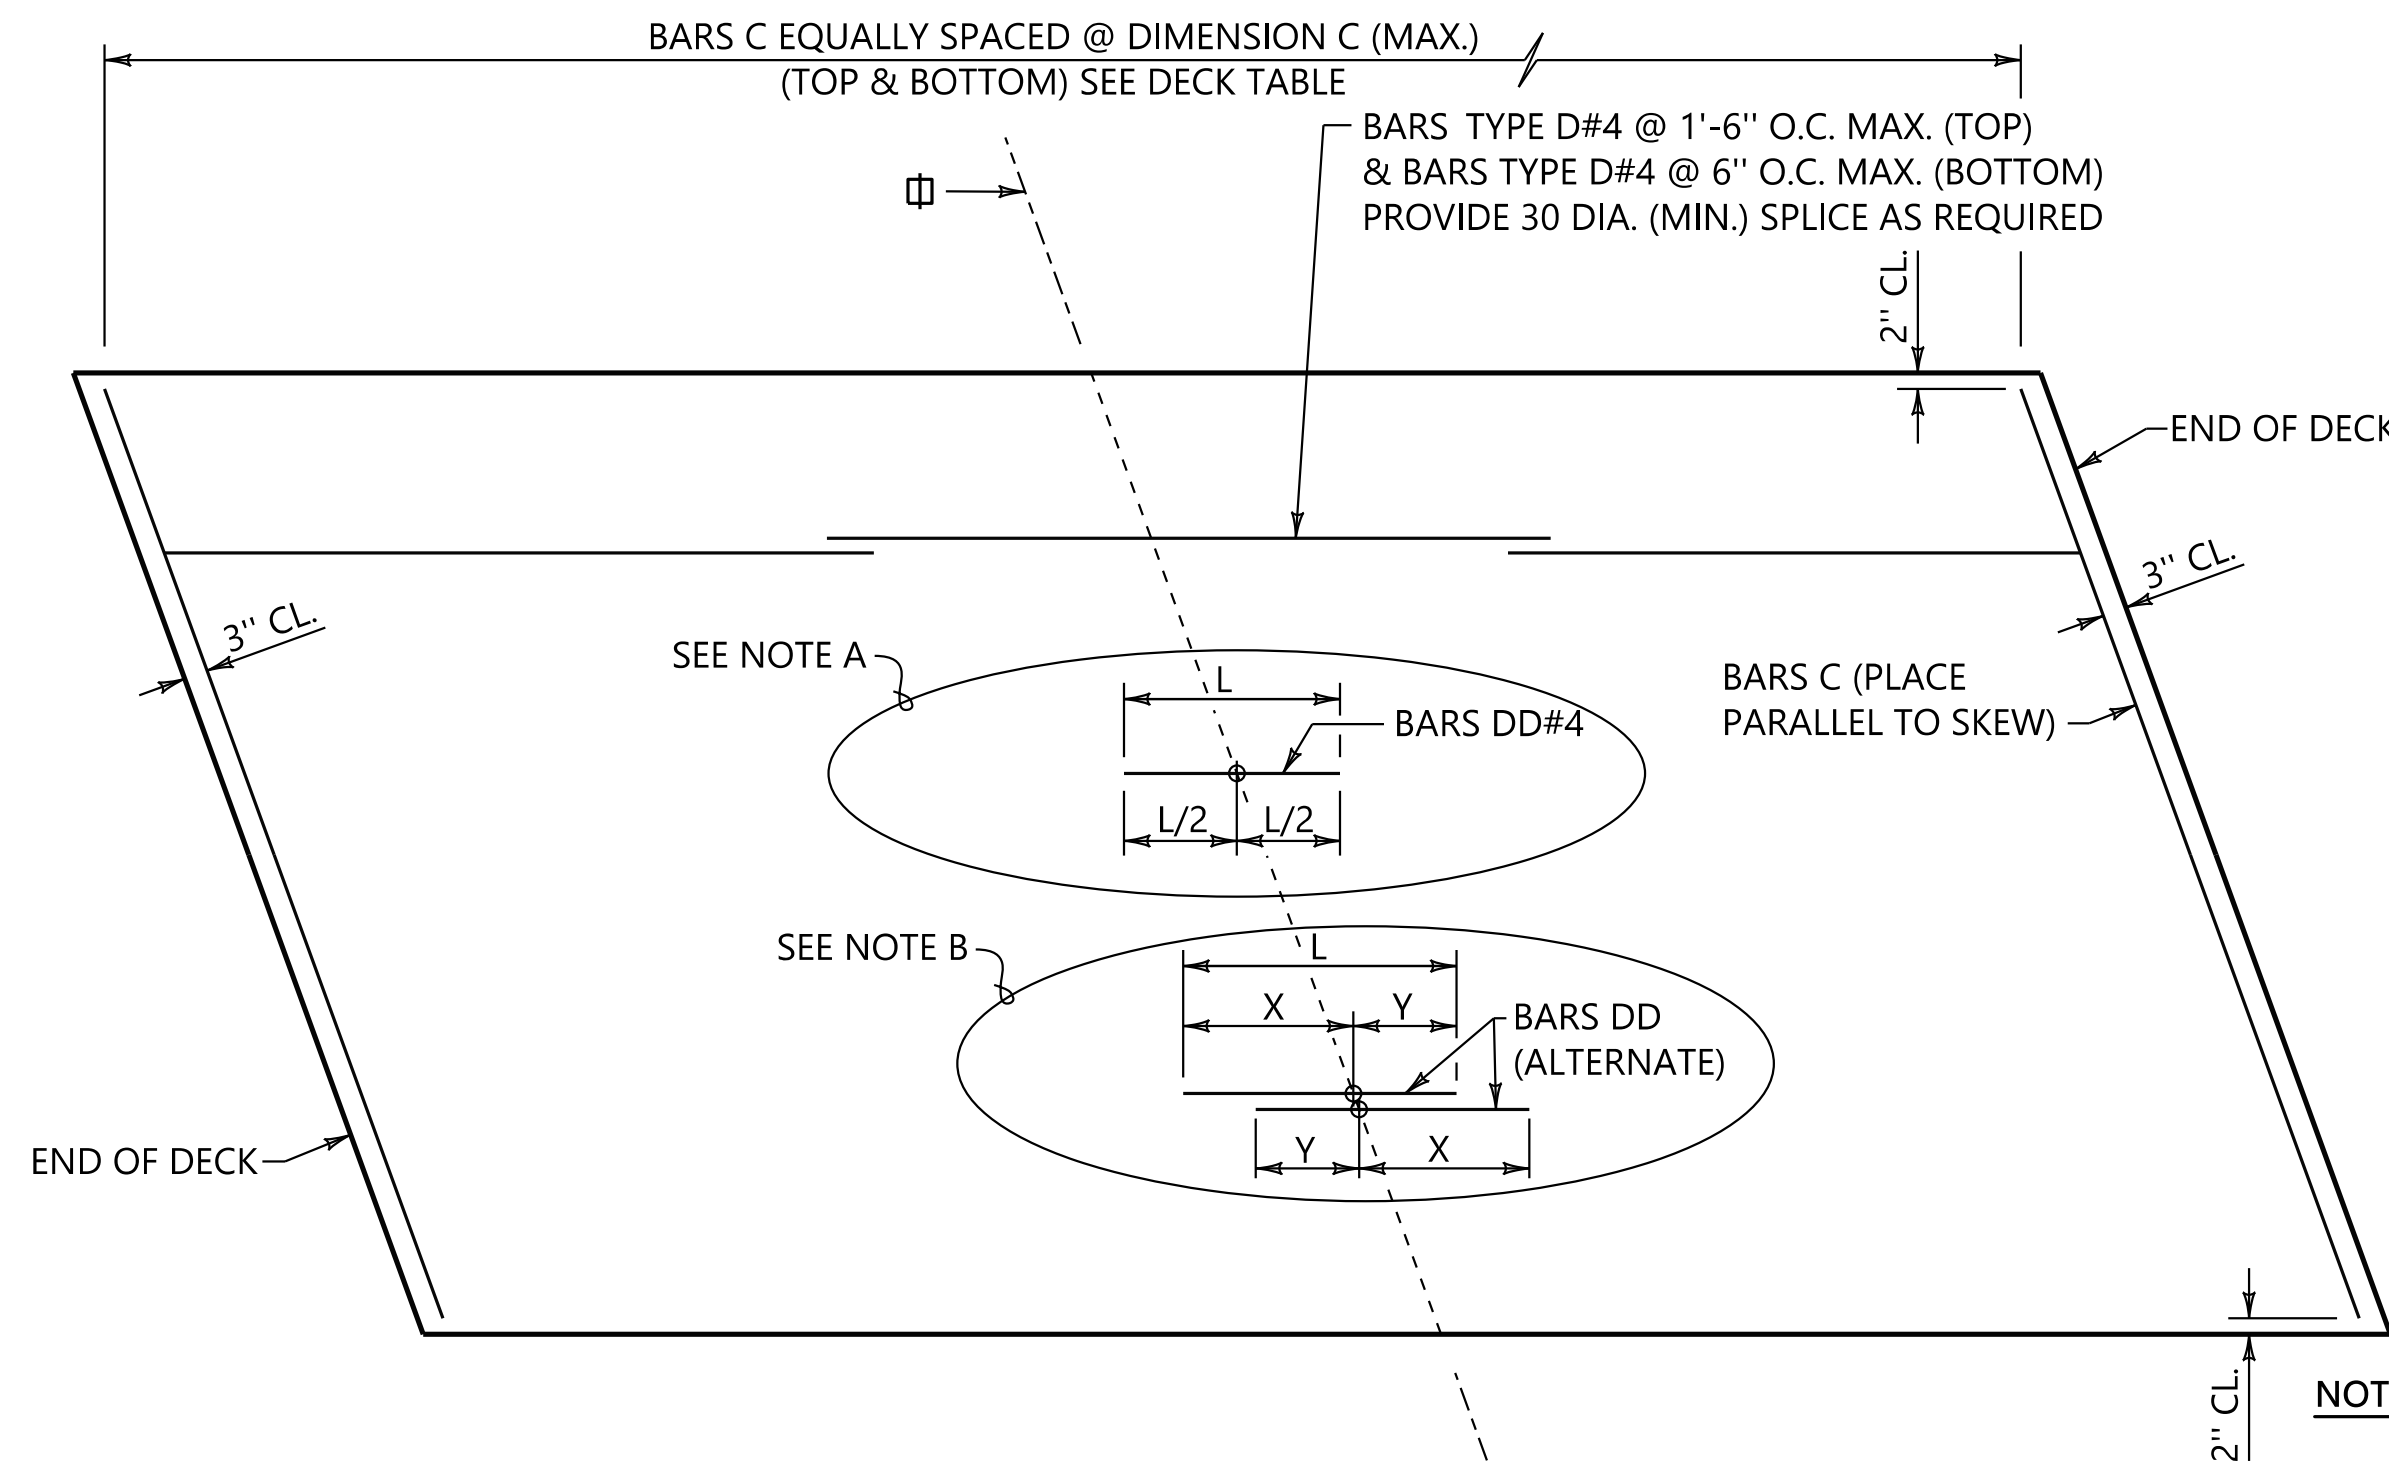 BARS C EQUALLY SPACED @ DIMENSION C (MAX.)
(TOP & BOTTOM) SEE DECK TABLE
BARS TYPE D#4 @ 1'-6'' O.C. MAX. (TOP)
& BARS TYPE D#4 @ 6'' O.C. MAX. (BOTTOM)
PROVIDE 30 DIA. (MIN.) SPLICE AS REQUIRED
2'' CL.
END OF DECK
3'' CL.
3'' CL.
SEE NOTE A
L
BARS DD#4
L/2
L/2
BARS C (PLACE
PARALLEL TO SKEW)
SEE NOTE B
L
X
Y
BARS DD
(ALTERNATE)
Y
X
END OF DECK
2'' CL.
NOT